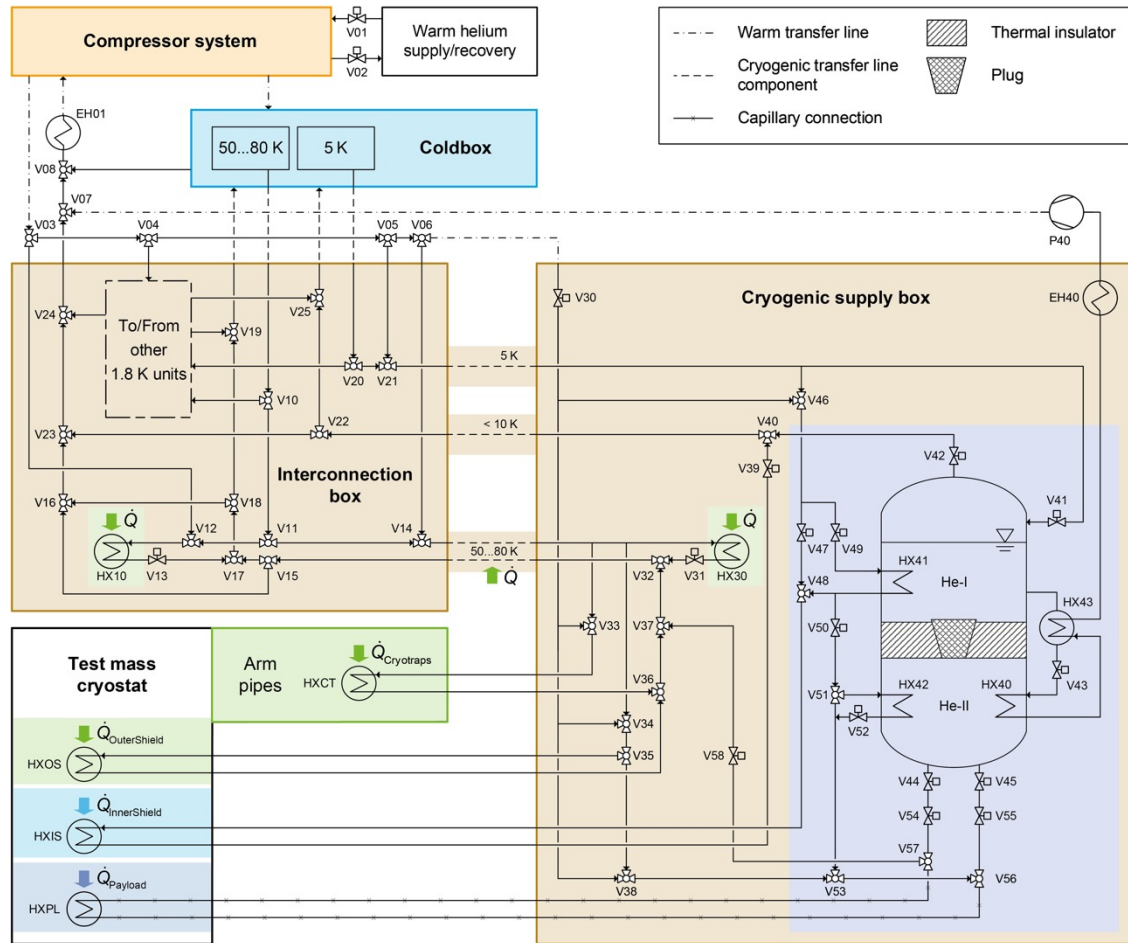 Compressor system
V01
V02
Warm helium
supply/recovery
Warm transfer line
Cryogenic transfer line
component
Capillary connection
Thermal insulator
Plug
EH01
50...80 K
5 K
Coldbox
V08
V07
V03
V04
V05
V06
P40
V30
Cryogenic supply box
EH40
V24
V25
To/From
other
1.8 K units
V19
5 K
V20
V21
V10
V46
V23
V22
< 10 K
V40
V42
V39
Interconnection
box
V16
V18
V41
Q̇
V12
V11
V14
Q̇
V47
V49
HX41
50...80 K
HX10
V13
V17
V15
Q̇
V32
V31
HX30
V48
He-I
HX43
V33
V37
V50
Test mass
cryostat
Arm
pipes
Q̇Cryotraps
HXCT
V36
V51
HX42
HX40
V43
He-II
V34
V52
Q̇OuterShield
HXOS
V35
V58
V44
V45
Q̇InnerShield
HXIS
V54
V55
V57
Q̇Payload
HXPL
V38
V53
V56